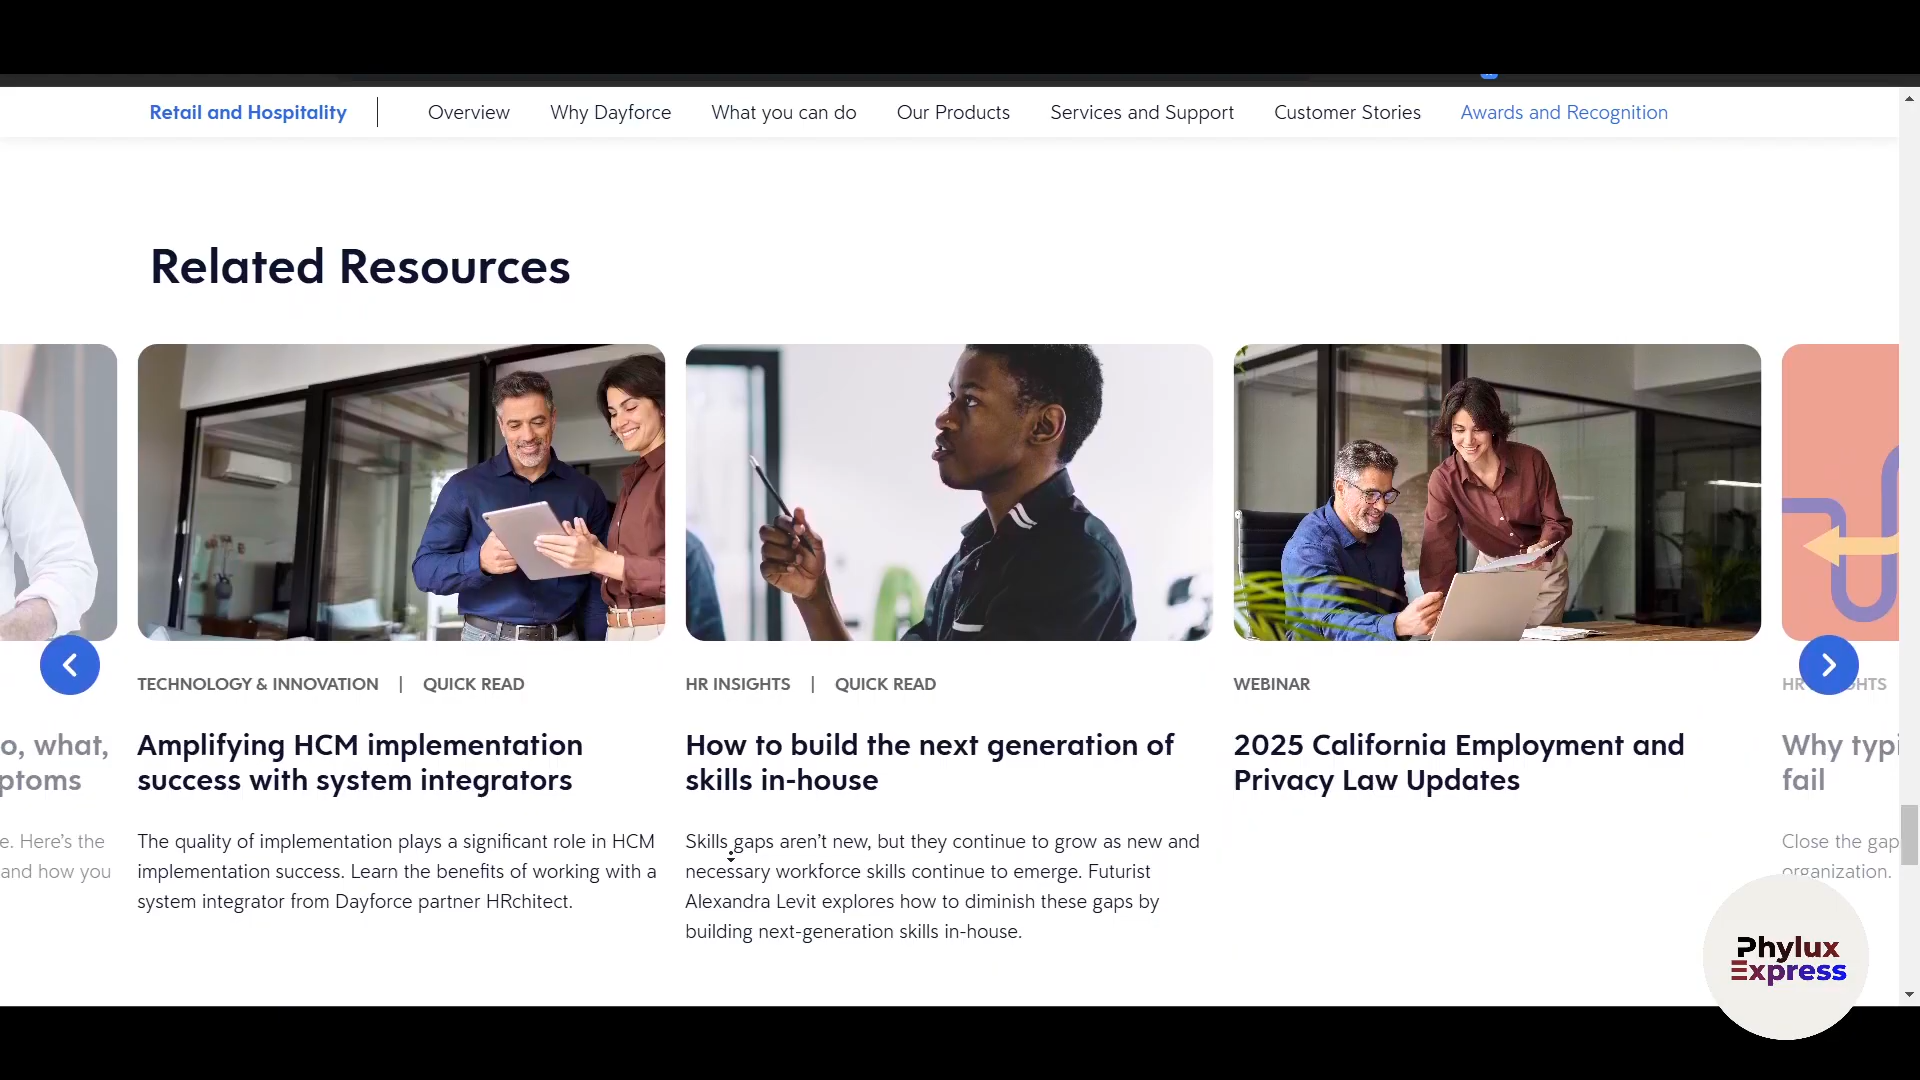 Retail and Hospitality
Overview
Why Dayforce
What you can do
Our Products
Services and Support
Customer Stories
Awards and Recognition
Related Resources
o, what,
ptoms
e. Here's the
and how you
TECHNOLOGY & INNOVATION | QUICK READ
Amplifying HCM implementation
success with system integrators
The quality of implementation plays a significant role in HCM
implementation success. Learn the benefits of working with a
system integrator from Dayforce partner HRchitect.
HR INSIGHTS | QUICK READ
How to build the next generation of
skills in-house
Skills gaps aren't new, but they continue to grow as new and
necessary workforce skills continue to emerge. Futurist
Alexandra Levit explores how to diminish these gaps by
building next-generation skills in-house.
WEBINAR
2025 California Employment and
Privacy Law Updates
Why typi
fail
Close the gap
organization.
Phylux
Express